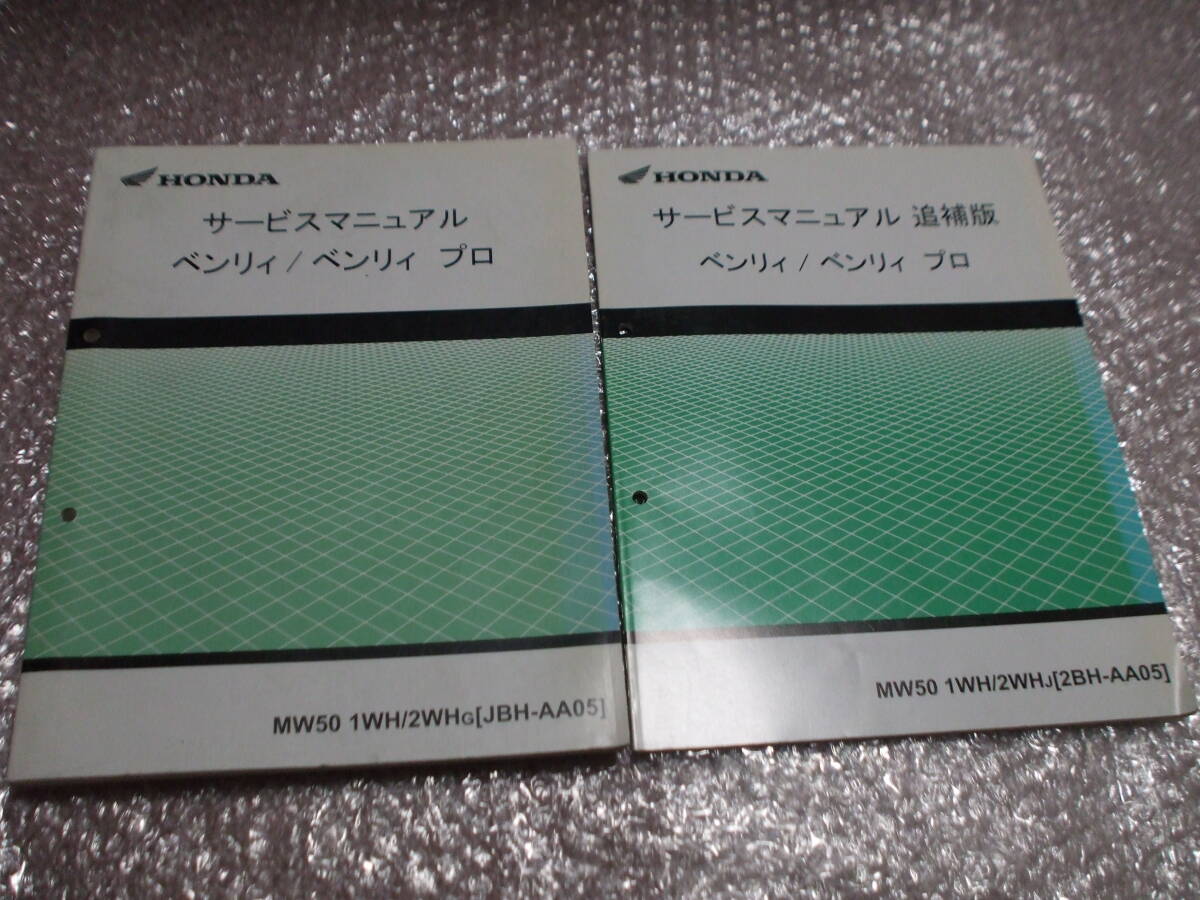 HONDA
サービスマニュアル
ベンリィ/ベンリィ プロ
MW50 1WH/2WHG[JBH-AA05]
HONDA
サービスマニュアル 追補版
ベンリィ/ベンリィ プロ
MW50 1WH/2WHJ[2BH-AA05]